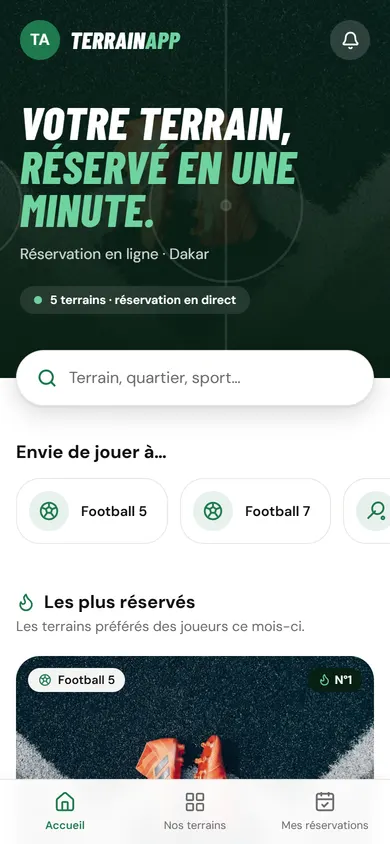 TA TERRAINAPP
VOTRE TERRAIN,
RÉSERVÉ EN UNE
MINUTE.
Réservation en ligne · Dakar
5 terrains · réservation en direct
Terrain, quartier, sport…
Envie de jouer à…
Football 5
Football 7
Les plus réservés
Les terrains préférés des joueurs ce mois-ci.
Football 5
N°1
Accueil
Nos terrains
Mes réservations